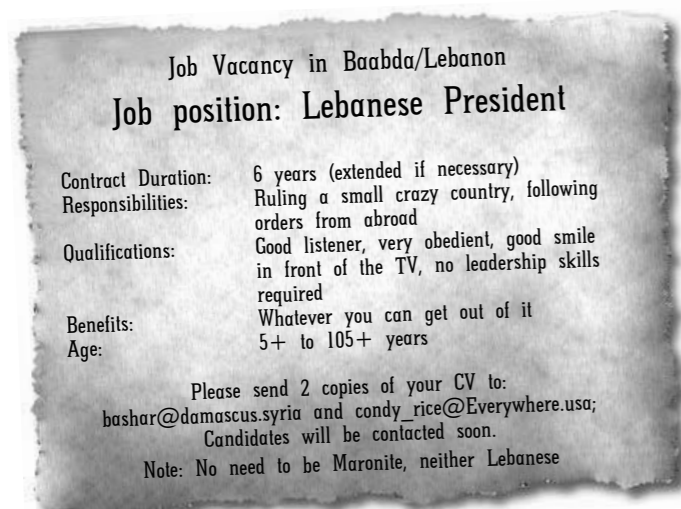 Job Vacancy in Baabda/Lebanon
Job position: Lebanese President
Contract Duration: 6 years (extended if necessary)
Responsibilities: Ruling a small crazy country, following
orders from abroad
Qualifications: Good listener, very obedient, good smile
in front of the TV, no leadership skills
required
Benefits: Whatever you can get out of it
Age: 5+ to 105+ years
Please send 2 copies of your CV to:
bashar@damascus.syria and condy_rice@Everywhere.usa;
Candidates will be contacted soon.
Note: No need to be Maronite, neither Lebanese